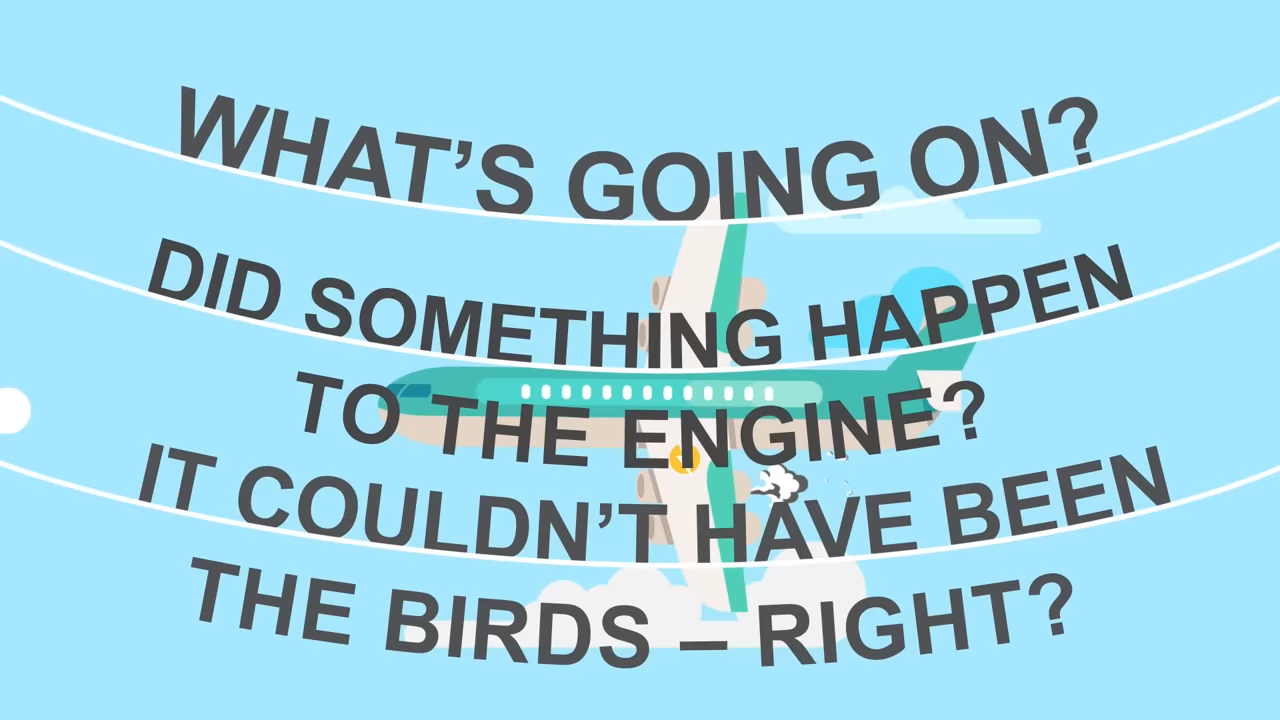 WHAT’S GOING ON?
DID SOMETHING HAPPEN
TO THE ENGINE?
IT COULDN’T HAVE BEEN
THE BIRDS – RIGHT?